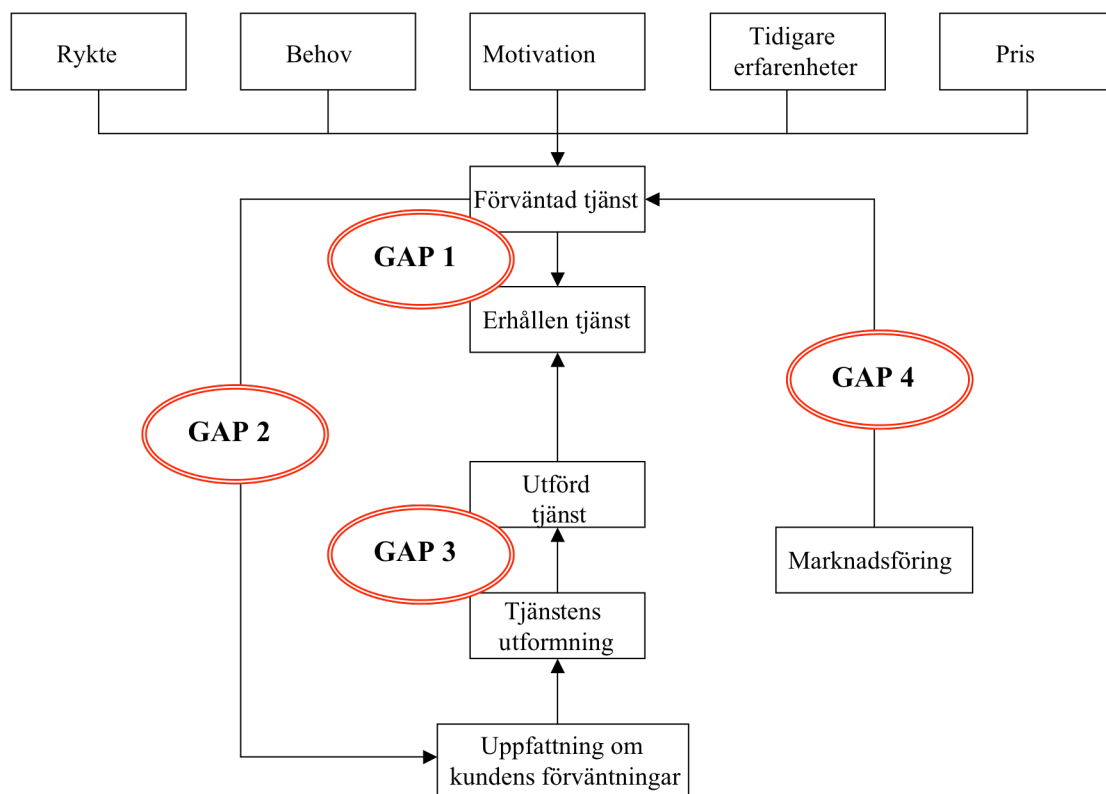 Rykte
Behov
Motivation
Tidigare
erfarenheter
Pris
Förväntad tjänst
GAP 1
Erhållen tjänst
GAP 4
GAP 2
Utförd
tjänst
GAP 3
Marknadsföring
Tjänstens
utformning
Uppfattning om
kundens förväntningar